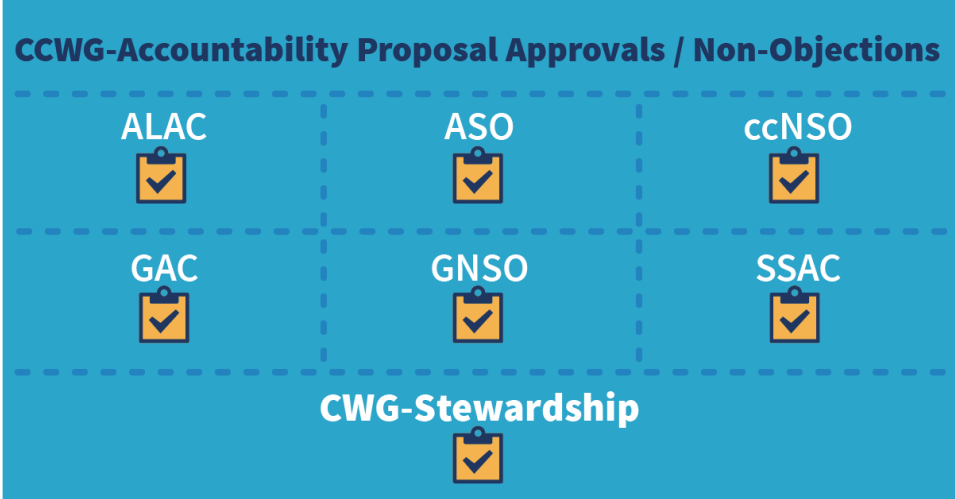 CCWG-Accountability Proposal Approvals / Non-Objections
ALAC ASO ccNSO
GAC GNSO SSAC
CWG-Stewardship